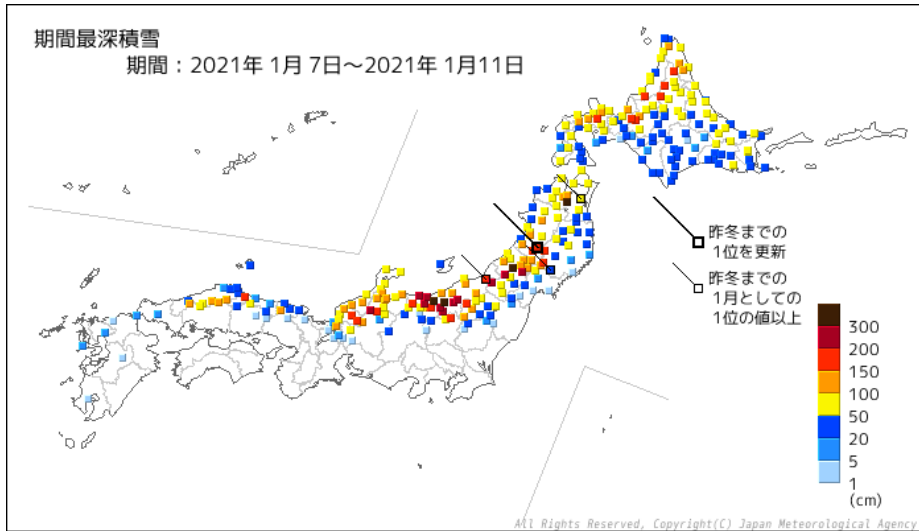 期間最深積雪
期間：2021年 1月 7日～2021年 1月11日
昨冬までの
1位を更新
昨冬までの
1月としての
1位の値以上
300
200
150
100
50
20
5
1
(cm)
All Rights Reserved, Copyright(C) Japan Meteorological Agency